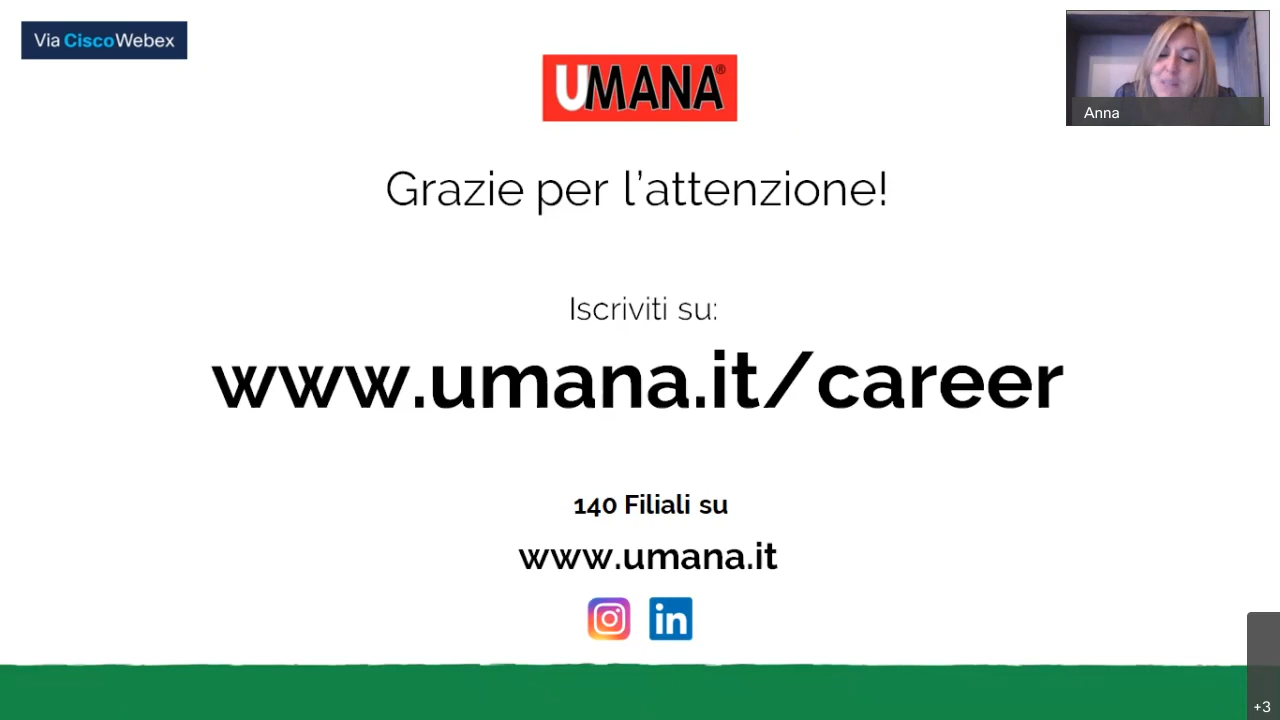 Via CiscoWebex
UMANA®
Anna
Grazie per l'attenzione!
Iscriviti su:
www.umana.it/career
140 Filiali su
www.umana.it
in
+3